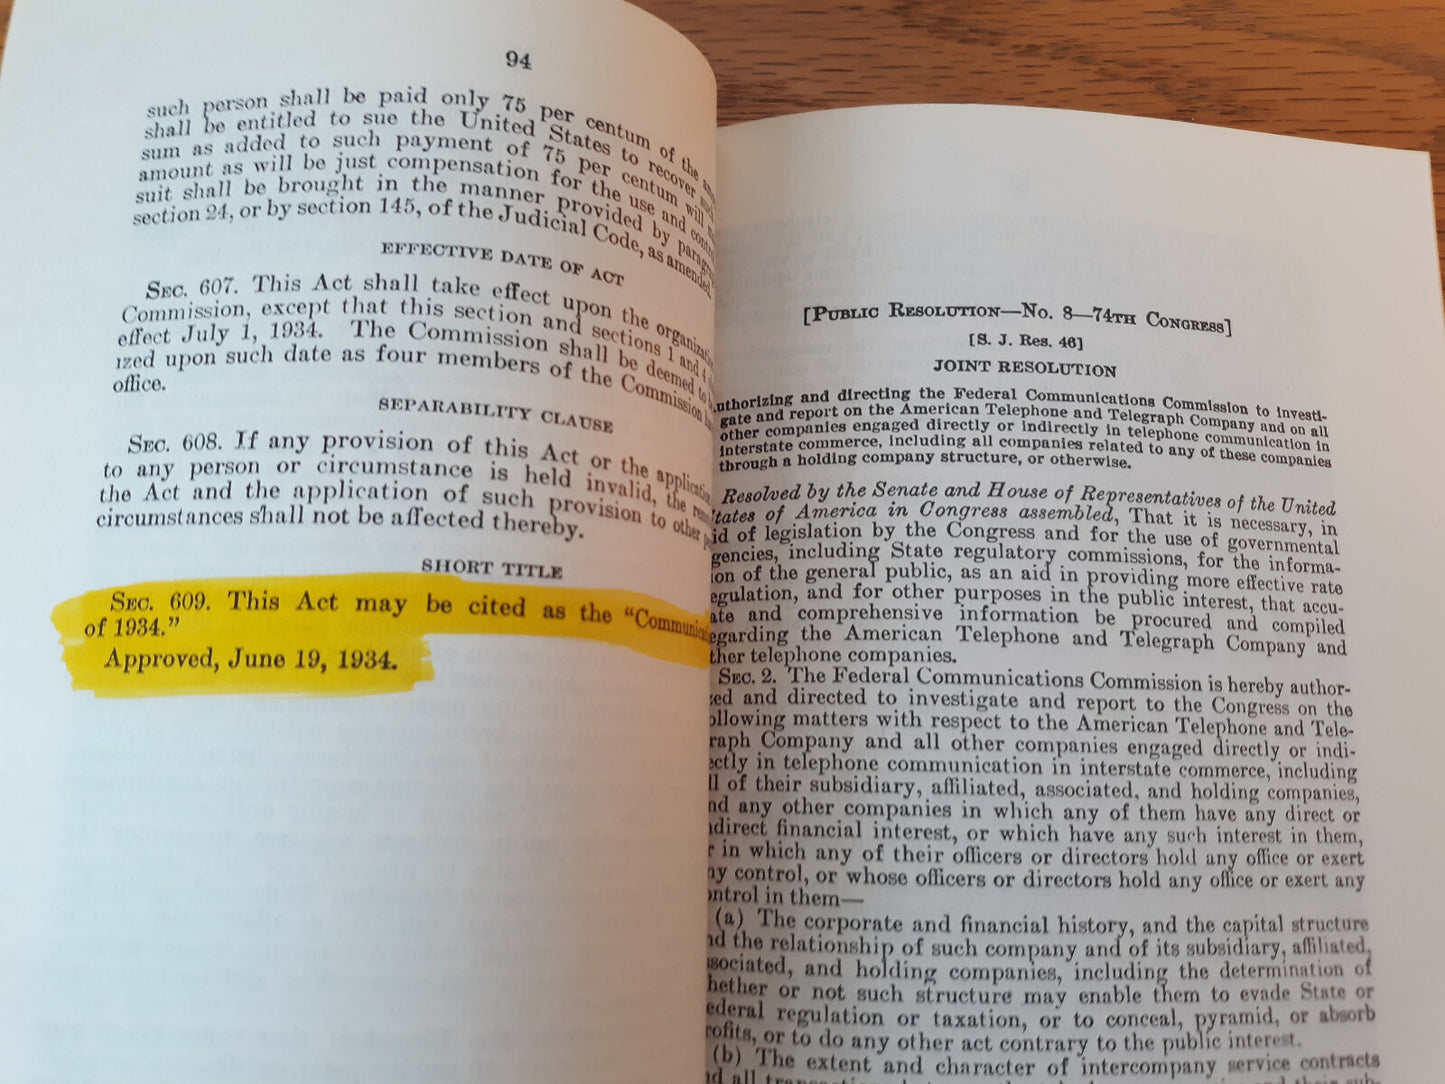 94
such person shall be paid only 75 per centum of the
shall be entitled to sue the United States to recover such
sum as added to such payment of 75 per centum will
amount as will be just compensation for the use and
suit shall be brought in the manner provided by
section 24, or by section 145, of the Judicial Code, as amended.
EFFECTIVE DATE OF ACT
SEC. 607. This Act shall take effect upon the
Commission, except that this section and sections 1 and 4
effect July 1, 1934. The Commission shall be deemed to
ized upon such date as four members of the Commission
office.
SEPARABILITY CLAUSE
SEC. 608. If any provision of this Act or the
to any person or circumstance is held invalid, the
the Act and the application of such provision to other
circumstances shall not be affected thereby.
SHORT TITLE
SEC. 609. This Act may be cited as the "Communica
of 1934."
Approved, June 19, 1934.
[PUBLIC RESOLUTION—No. 8—74TH CONGRESS]
[S. J. Res. 46]
JOINT RESOLUTION
uthorizing and directing the Federal Communications Commission to investi-
gate and report on the American Telephone and Telegraph Company and on all
other companies engaged directly or indirectly in telephone communication in
interstate commerce, including all companies related to any of these companies
through a holding company structure, or otherwise.
Resolved by the Senate and House of Representatives of the United
tates of America in Congress assembled, That it is necessary, in
id of legislation by the Congress and for the use of governmental
gencies, including State regulatory commissions, for the informa-
ion of the general public, as an aid in providing more effective rate
egulation, and for other purposes in the public interest, that accu-
ate and comprehensive information be procured and compiled
egarding the American Telephone and Telegraph Company and
ther telephone companies.
SEC. 2. The Federal Communications Commission is hereby author-
zed and directed to investigate and report to the Congress on the
ollowing matters with respect to the American Telephone and Tele-
raph Company and all other companies engaged directly or indi-
ectly in telephone communication in interstate commerce, including
ll of their subsidiary, affiliated, associated, and holding companies,
nd any other companies in which any of them have any direct or
ndirect financial interest, or which have any such interest in them,
r in which any of their officers or directors hold any office or exert
ny control, or whose officers or directors hold any office or exert any
ontrol in them—
(a) The corporate and financial history, and the capital structure
nd the relationship of such company and of its subsidiary, affiliated,
ssociated, and holding companies, including the determination of
hether or not such structure may enable them to evade State or
ederal regulation or taxation, or to conceal, pyramid, or absorb
rofits, or to do any other act contrary to the public interest.
(b) The extent and character of intercompany service contracts
nd all